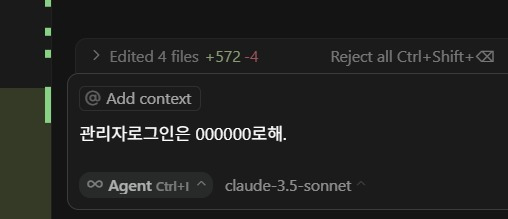 Edited 4 files +572 -4 Reject all Ctrl+Shift+⌫
@ Add context
관리자로그인은 000000로해.
∞ Agent Ctrl+I ^ claude-3.5-sonnet ^